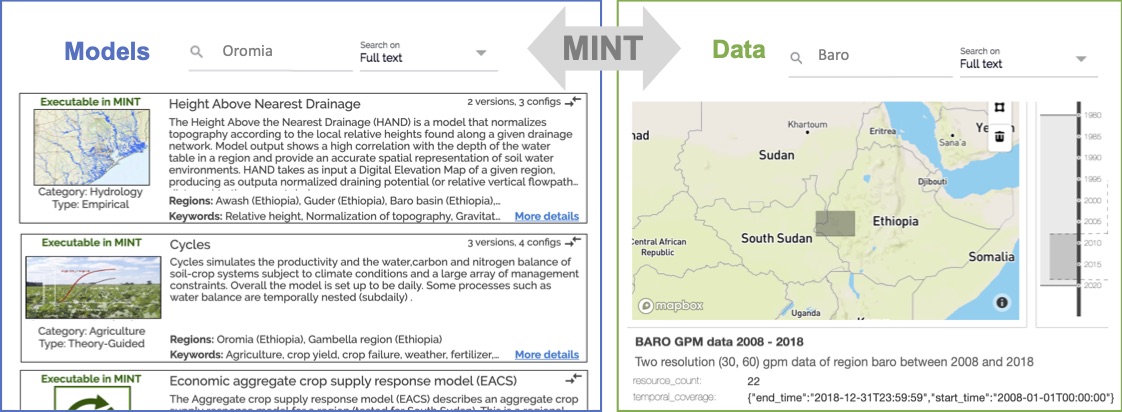 Models
Oromia
Search on
Full text
MINT
Data
Baro
Search on
Full text
Executable in MINT
Category: Hydrology
Type: Empirical
Height Above Nearest Drainage
2 versions, 3 configs
The Height Above the Nearest Drainage (HAND) is a model that normalizes
topography according to the local relative heights found along a given drainage
network. Model output shows a high correlation with the depth of the water
table in a region and provide an accurate spatial representation of soil water
environments. HAND takes as input a Digital Elevation Map of a given region,
producing as outputa normalized draining potential (or relative vertical flowpath...
Regions: Awash (Ethiopia), Guder (Ethiopia), Baro basin (Ethiopia),...
Keywords: Relative height, Normalization of topography, Gravitat...
More details
Executable in MINT
Category: Agriculture
Type: Theory-Guided
Cycles
3 versions, 4 configs
Cycles simulates the productivity and the water,carbon and nitrogen balance of
soil-crop systems subject to climate conditions and a large array of management
constraints. Overall the model is set up to be daily. Some processes such as
water balance are temporally nested (subdaily) .
Regions: Oromia (Ethiopia), Gambella region (Ethiopia)
Keywords: Agriculture, crop yield, crop failure, weather, fertilizer,...
More details
Executable in MINT
Economic aggregate crop supply response model (EACS)
The Aggregate crop supply response model (EACS) describes an aggregate crop
Khartoum
Eritrea
Sana'a
Ye
nad
Sudan
Djibouti
Ethiopia
South Sudan
Central African
Republic
Somalia
Uganda
mapbox
1980
1985
1990
1995
2000
2005
2010
2015
2020
BARO GPM data 2008 - 2018
Two resolution (30, 60) gpm data of region baro between 2008 and 2018
resource_count: 22
temporal_coverage: {"end_time":"2018-12-31T23:59:59","start_time":"2008-01-01T00:00:00"}